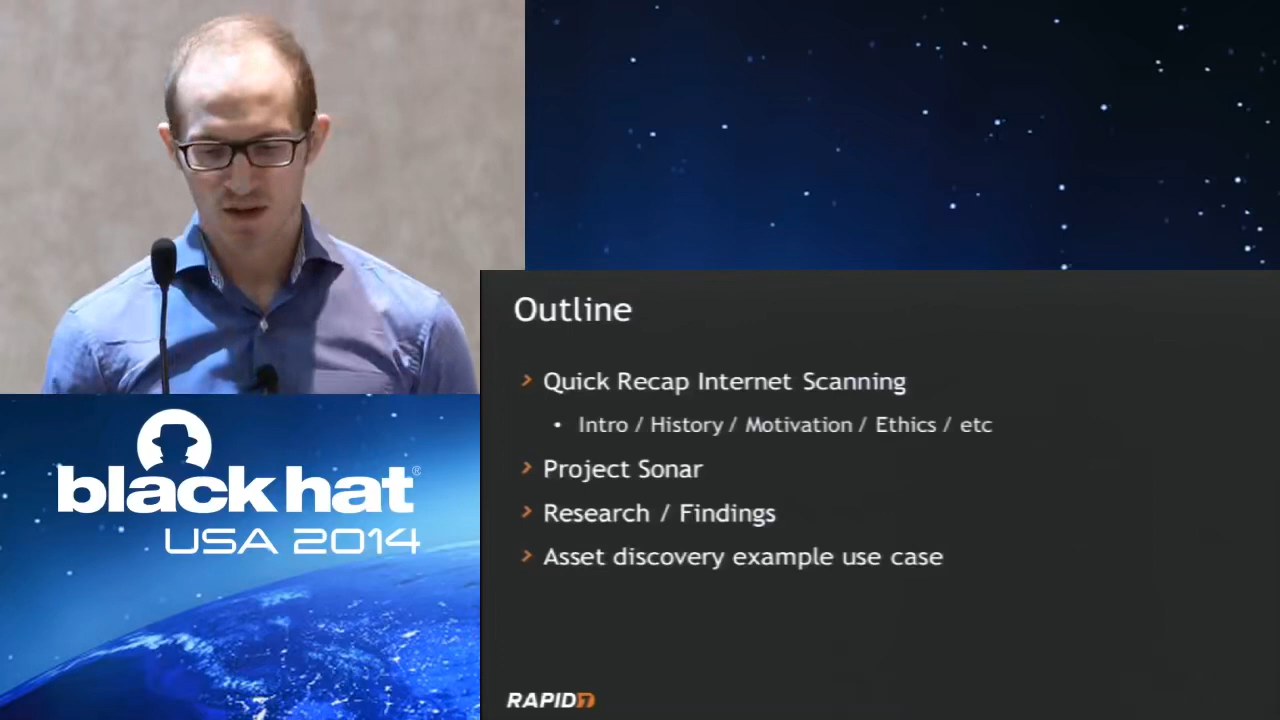 Outline
Quick Recap Internet Scanning
Intro / History / Motivation / Ethics / etc
Project Sonar
Research / Findings
Asset discovery example use case
RAPID7
black hat®
USA 2014